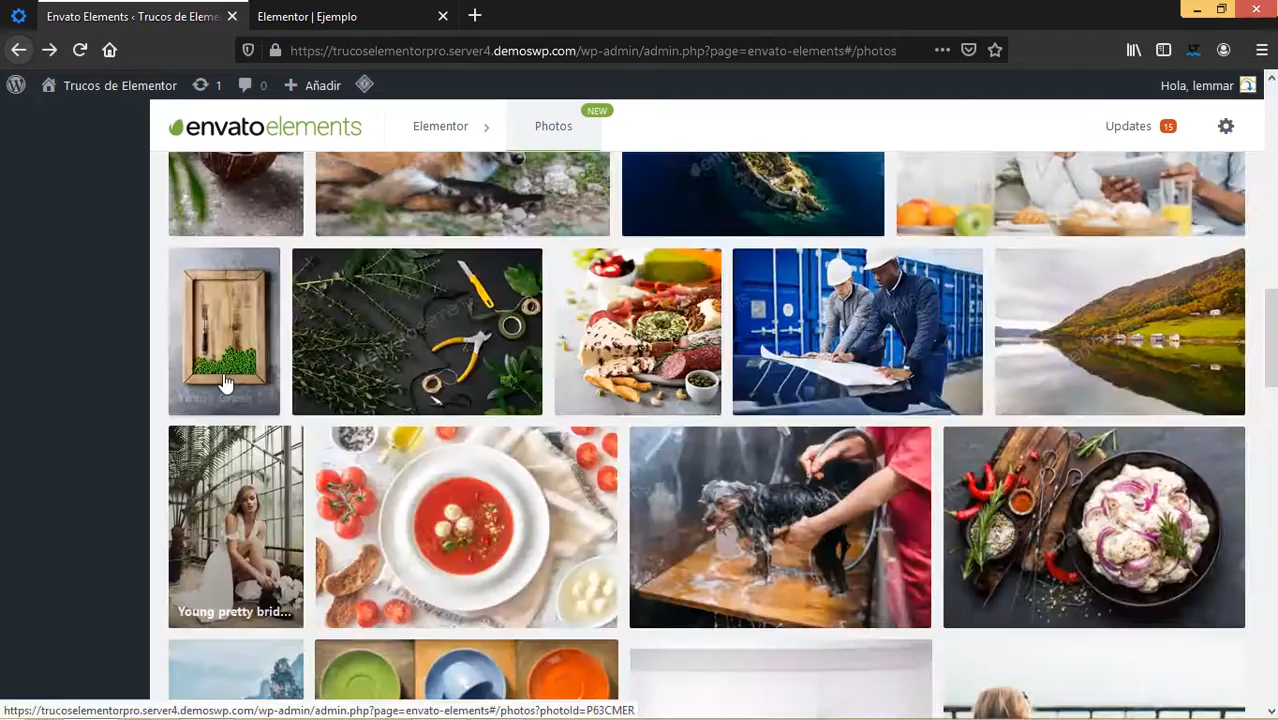 Envato Elements ‹ Trucos de Eleme
Elementor | Ejemplo
https://trucoselementorpro.server4.demoswp.com/wp-admin/admin.php?page=envato-elements#/photos
Trucos de Elementor
1
0
Añadir
Hola, lemmar
envatoelements
Elementor
Photos
NEW
Updates
15
Young pretty brid...
https://trucoselementorpro.server4.demoswp.com/wp-admin/admin.php?page=envato-elements#/photos?photoId=P63CMER